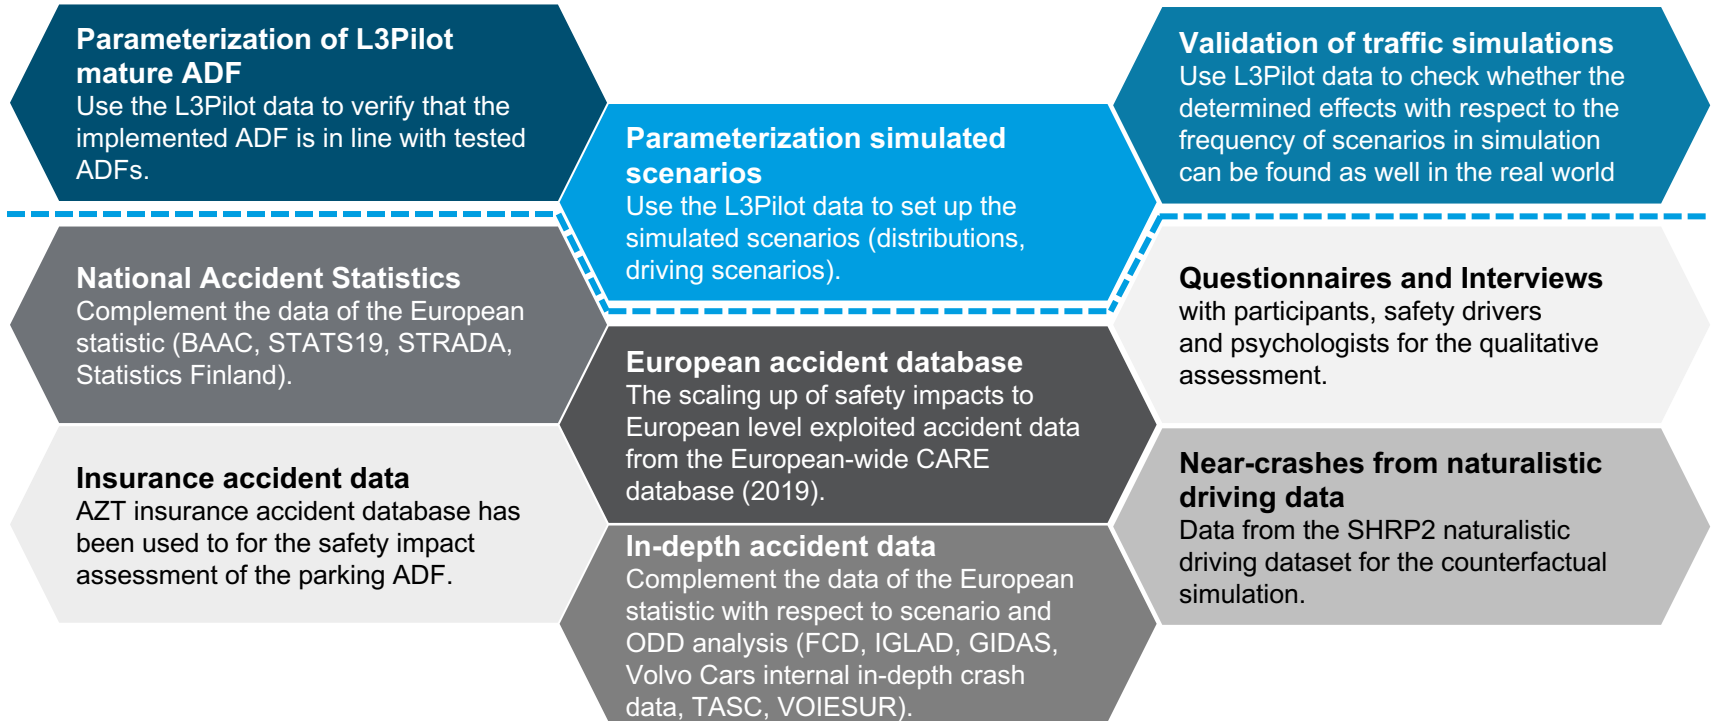 Parameterization of L3Pilot
mature ADF
Use the L3Pilot data to verify that the
implemented ADF is in line with tested
ADFs.
Parameterization simulated
scenarios
Use the L3Pilot data to set up the
simulated scenarios (distributions,
driving scenarios).
Validation of traffic simulations
Use L3Pilot data to check whether the
determined effects with respect to the
frequency of scenarios in simulation
can be found as well in the real world
National Accident Statistics
Complement the data of the European
statistic (BAAC, STATS19, STRADA,
Statistics Finland).
European accident database
The scaling up of safety impacts to
European level exploited accident data
from the European-wide CARE
database (2019).
Questionnaires and Interviews
with participants, safety drivers
and psychologists for the qualitative
assessment.
Insurance accident data
AZT insurance accident database has
been used to for the safety impact
assessment of the parking ADF.
In-depth accident data
Complement the data of the European
statistic with respect to scenario and
ODD analysis (FCD, IGLAD, GIDAS,
Volvo Cars internal in-depth crash
data, TASC, VOIESUR).
Near-crashes from naturalistic
driving data
Data from the SHRP2 naturalistic
driving dataset for the counterfactual
simulation.